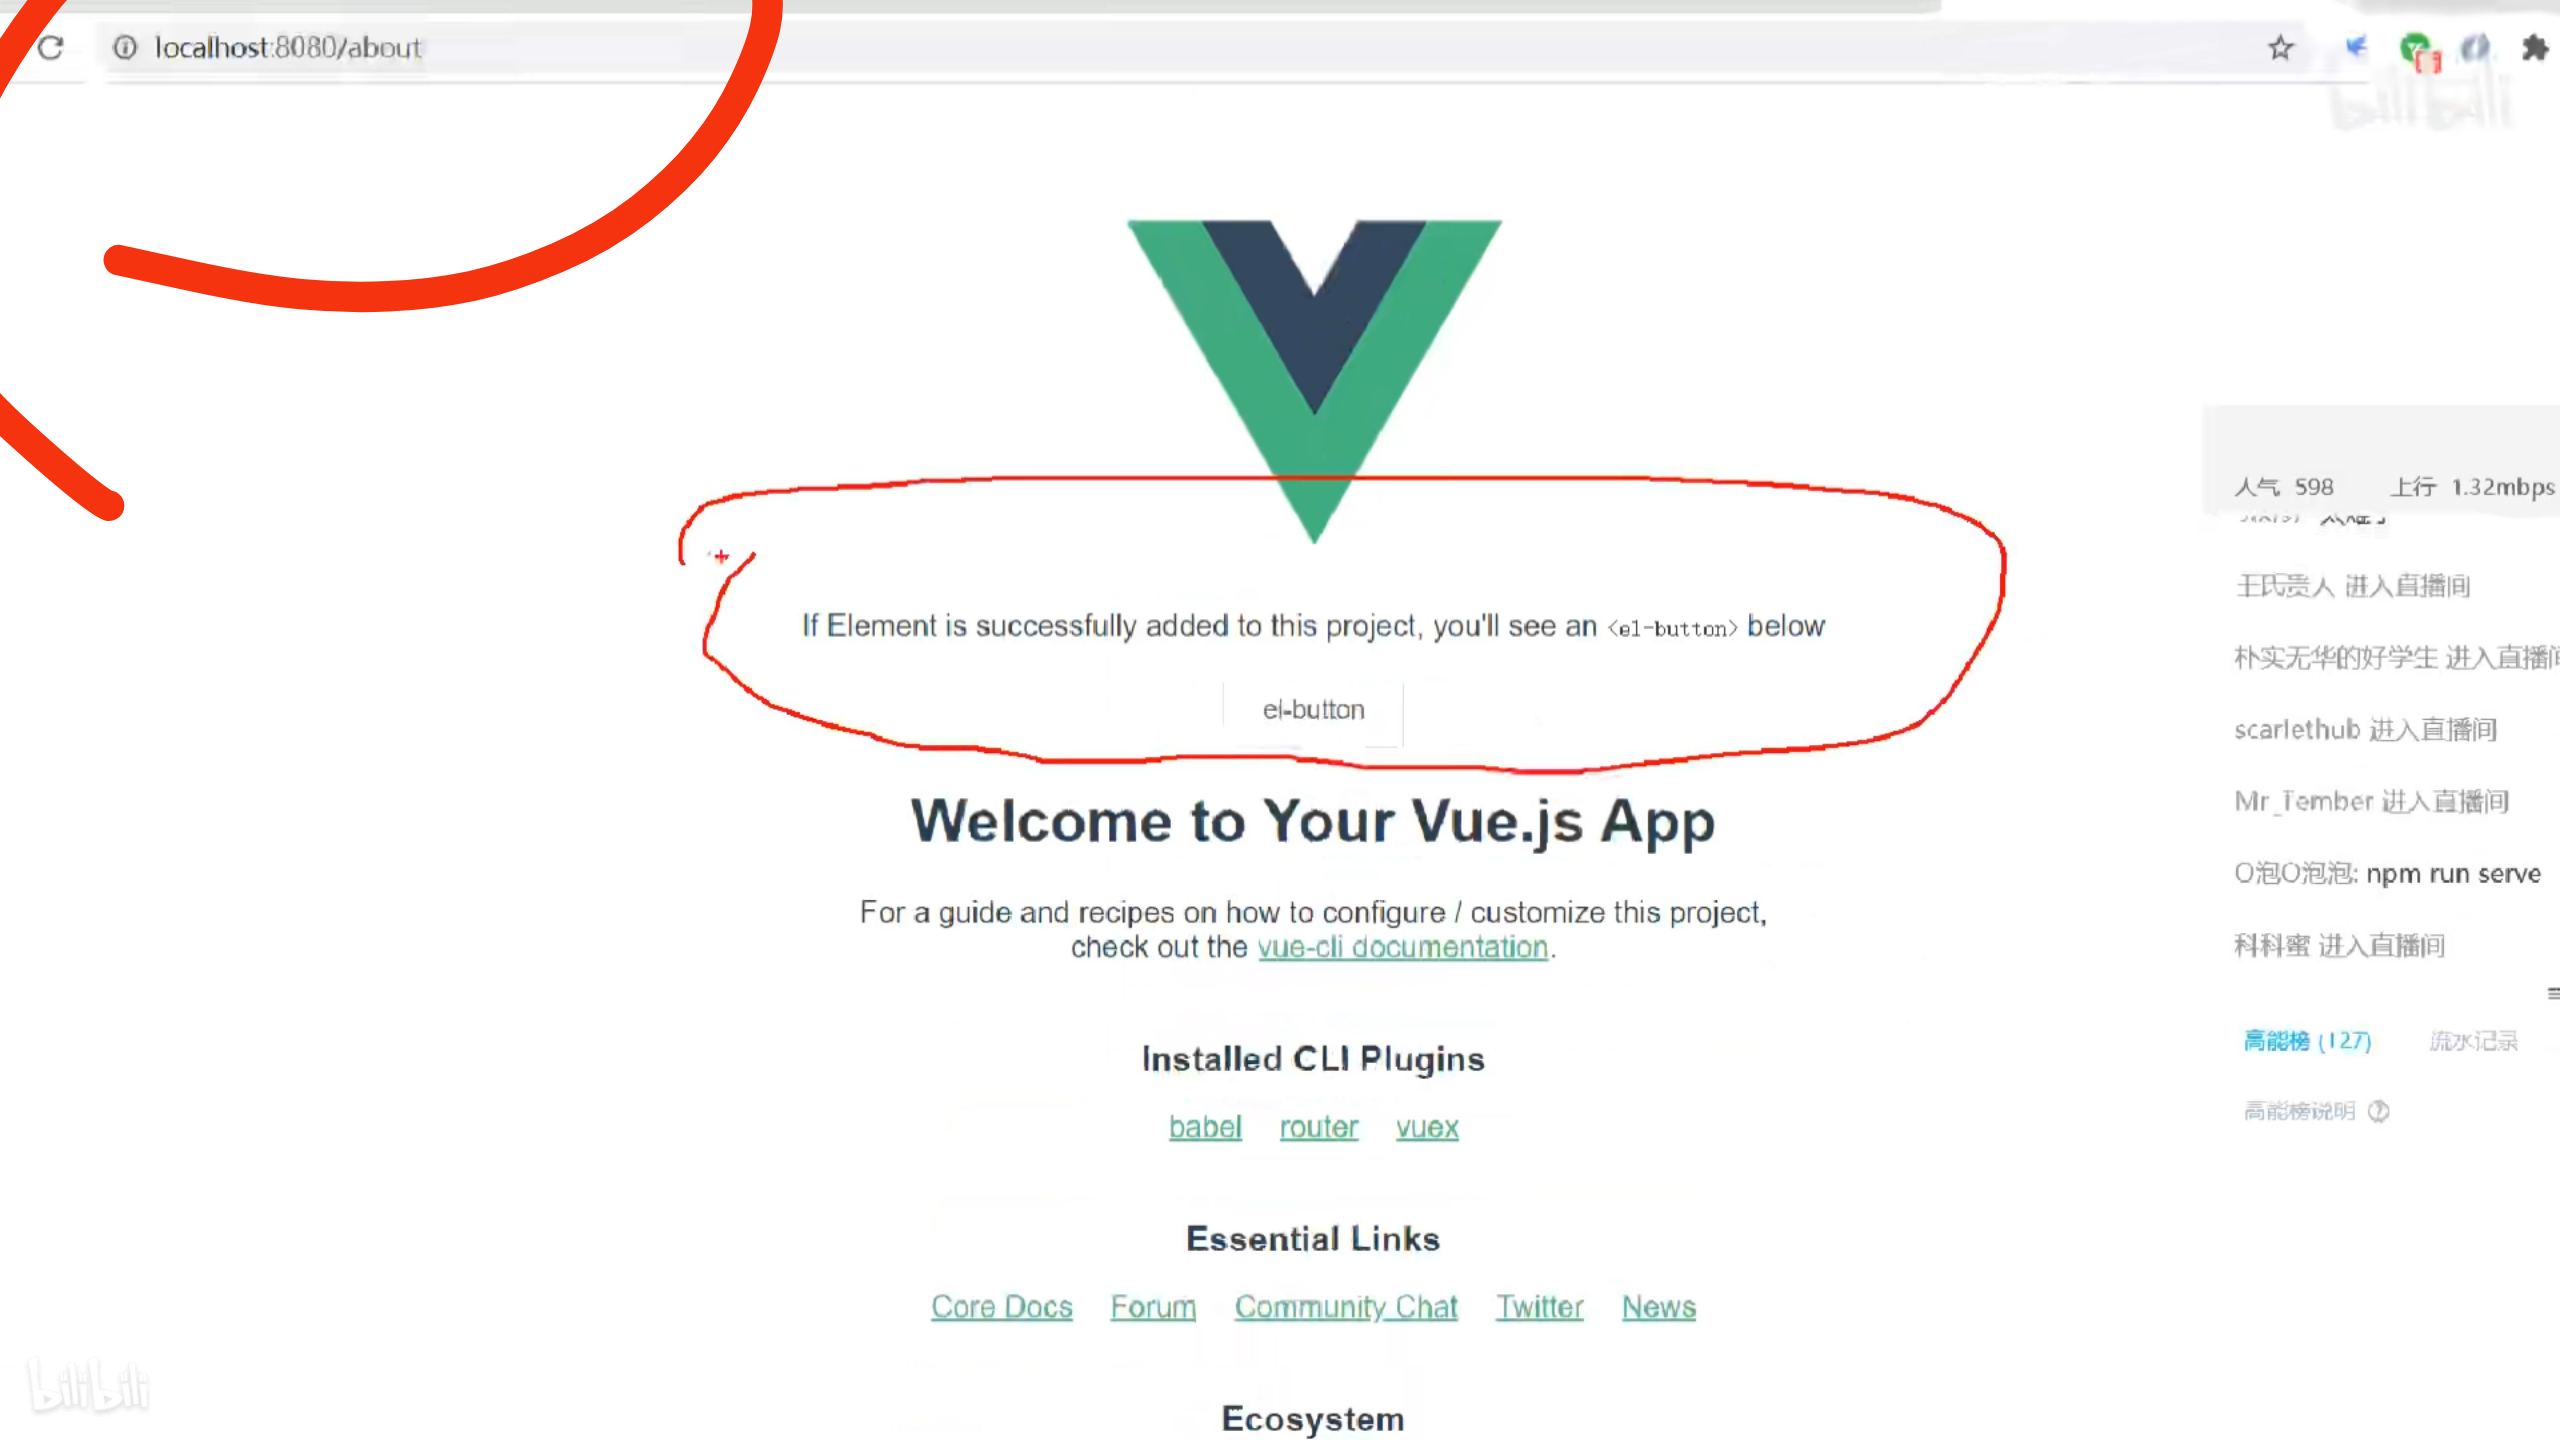 localhost:8080/about
bilibili
人气 598 上行 1.32mbps
王氏贵人 进入直播间
If Element is successfully added to this project, you'll see an <el-button> below
朴实无华的好学生 进入直播间
el-button
scarlethub 进入直播间
Mr_Tember 进入直播间
Welcome to Your Vue.js App
O泡O泡泡: npm run serve
For a guide and recipes on how to configure / customize this project,
check out the vue-cli documentation.
科科蜜 进入直播间
高能榜 (127) 流水记录
Installed CLI Plugins
高能榜说明
babel router vuex
Essential Links
Core Docs Forum Community Chat Twitter News
bilibili
Ecosystem